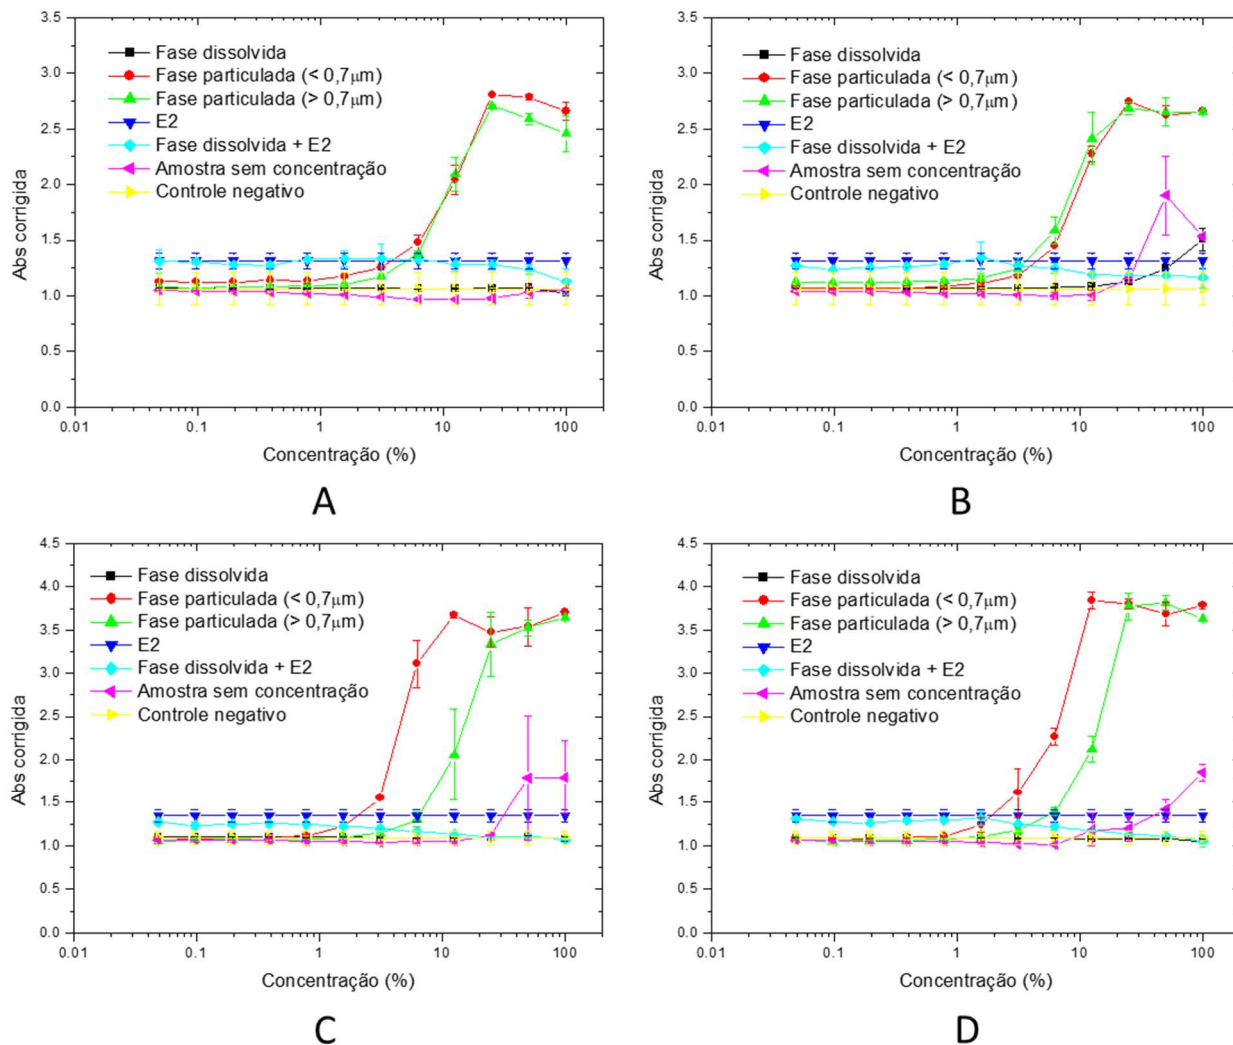 3.5
3.0
2.5
2.0
1.5
1.0
0.5
0.0
Abs corrigida
Fase dissolvida
Fase particulada (< 0,7µm)
Fase particulada (> 0,7µm)
E2
Fase dissolvida + E2
Amostra sem concentração
Controle negativo
0.01 0.1 1 10 100
Concentração (%)
A
3.5
3.0
2.5
2.0
1.5
1.0
0.5
0.0
Abs corrigida
Fase dissolvida
Fase particulada (< 0,7µm)
Fase particulada (> 0,7µm)
E2
Fase dissolvida + E2
Amostra sem concentração
Controle negativo
0.01 0.1 1 10 100
Concentração (%)
B
4.5
4.0
3.5
3.0
2.5
2.0
1.5
1.0
0.5
0.0
Abs corrigida
Fase dissolvida
Fase particulada (< 0,7µm)
Fase particulada (> 0,7µm)
E2
Fase dissolvida + E2
Amostra sem concentração
Controle negativo
0.01 0.1 1 10 100
Concentração (%)
C
4.5
4.0
3.5
3.0
2.5
2.0
1.5
1.0
0.5
0.0
Abs corrigida
Fase dissolvida
Fase particulada (< 0,7µm)
Fase particulada (> 0,7µm)
E2
Fase dissolvida + E2
Amostra sem concentração
Controle negativo
0.01 0.1 1 10 100
Concentração (%)
D